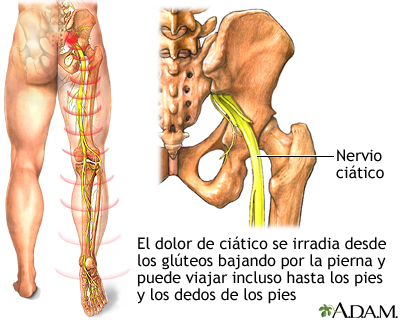 Nervio
ciático
El dolor de ciático se irradia desde
los glúteos bajando por la pierna y
puede viajar incluso hasta los pies
y los dedos de los pies
A.D.A.M.